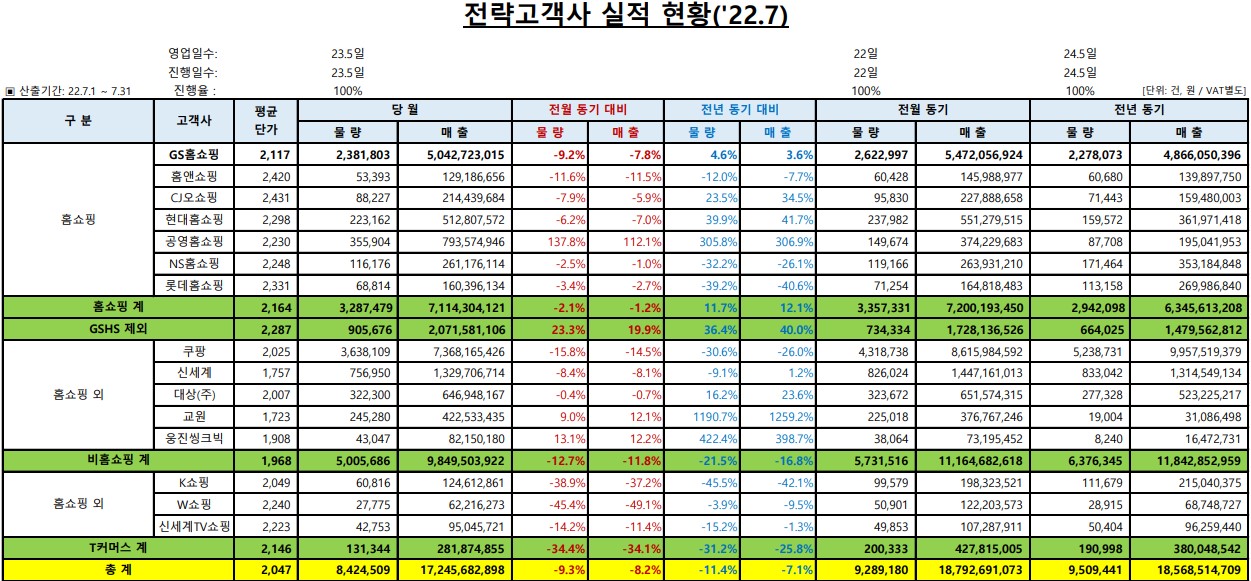 전략고객사 실적 현황('22.7)
영업일수: 23.5일 22일 24.5일
진행일수: 23.5일 22일 24.5일
▣ 산출기간: 22.7.1 ~ 7.31 진행율 : 100% 100% 100% [단위: 건, 원 / VAT별도]
구 분 고객사 평균 단가 당 월 전월 동기 대비 전년 동기 대비 전월 동기 전년 동기
물 량 매 출 물 량 매 출 물 량 매 출 물 량 매 출 물 량 매 출
홈쇼핑 GS홈쇼핑 2,117 2,381,803 5,042,723,015 -9.2% -7.8% 4.6% 3.6% 2,622,997 5,472,056,924 2,278,073 4,866,050,396
홈앤쇼핑 2,420 53,393 129,186,656 -11.6% -11.5% -12.0% -7.7% 60,428 145,988,977 60,680 139,897,750
CJ오쇼핑 2,431 88,227 214,439,684 -7.9% -5.9% 23.5% 34.5% 95,830 227,888,658 71,443 159,480,003
현대홈쇼핑 2,298 223,162 512,807,572 -6.2% -7.0% 39.9% 41.7% 237,982 551,279,515 159,572 361,971,418
공영홈쇼핑 2,230 355,904 793,574,946 137.8% 112.1% 305.8% 306.9% 149,674 374,229,683 87,708 195,041,953
NS홈쇼핑 2,248 116,176 261,176,114 -2.5% -1.0% -32.2% -26.1% 119,166 263,931,210 171,464 353,184,848
롯데홈쇼핑 2,331 68,814 160,396,134 -3.4% -2.7% -39.2% -40.6% 71,254 164,818,483 113,158 269,986,840
홈쇼핑 계 2,164 3,287,479 7,114,304,121 -2.1% -1.2% 11.7% 12.1% 3,357,331 7,200,193,450 2,942,098 6,345,613,208
GSHS 제외 2,287 905,676 2,071,581,106 23.3% 19.9% 36.4% 40.0% 734,334 1,728,136,526 664,025 1,479,562,812
홈쇼핑 외 쿠팡 2,025 3,638,109 7,368,165,426 -15.8% -14.5% -30.6% -26.0% 4,318,738 8,615,984,592 5,238,731 9,957,519,379
신세계 1,757 756,950 1,329,706,714 -8.4% -8.1% -9.1% 1.2% 826,024 1,447,161,013 833,042 1,314,549,134
대상(주) 2,007 322,300 646,948,167 -0.4% -0.7% 16.2% 23.6% 323,672 651,574,315 277,328 523,225,217
교원 1,723 245,280 422,533,435 9.0% 12.1% 1190.7% 1259.2% 225,018 376,767,246 19,004 31,086,498
웅진씽크빅 1,908 43,047 82,150,180 13.1% 12.2% 422.4% 398.7% 38,064 73,195,452 8,240 16,472,731
비홈쇼핑 계 1,968 5,005,686 9,849,503,922 -12.7% -11.8% -21.5% -16.8% 5,731,516 11,164,682,618 6,376,345 11,842,852,959
홈쇼핑 외 K쇼핑 2,049 60,816 124,612,861 -38.9% -37.2% -45.5% -42.1% 99,579 198,323,521 111,679 215,040,375
W쇼핑 2,240 27,775 62,216,273 -45.4% -49.1% -3.9% -9.5% 50,901 122,203,573 28,915 68,748,727
신세계TV쇼핑 2,223 42,753 95,045,721 -14.2% -11.4% -15.2% -1.3% 49,853 107,287,911 50,404 96,259,440
T커머스 계 2,146 131,344 281,874,855 -34.4% -34.1% -31.2% -25.8% 200,333 427,815,005 190,998 380,048,542
총 계 2,047 8,424,509 17,245,682,898 -9.3% -8.2% -11.4% -7.1% 9,289,180 18,792,691,073 9,509,441 18,568,514,709